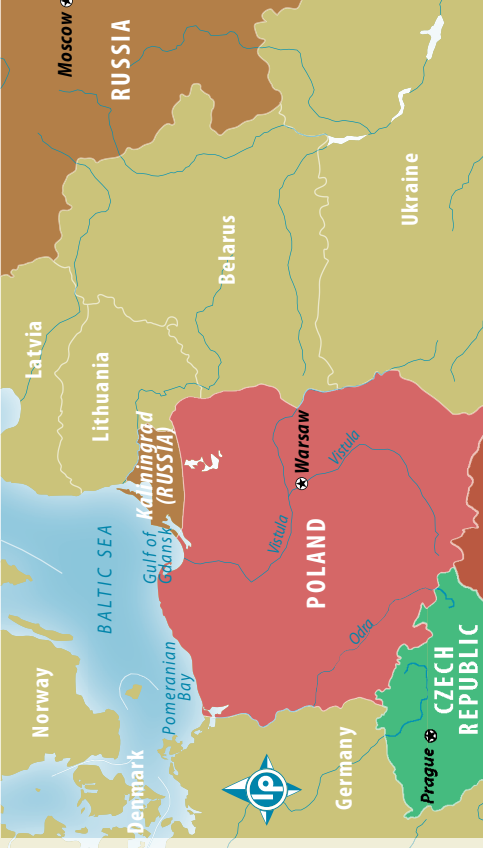 Moscow
RUSSIA
Latvia
Lithuania
Belarus
Ukraine
Kaliningrad
(RUSSIA)
BALTIC SEA
Gulf of
Gdansk
Warsaw
Vistula
Vistula
POLAND
Odra
Pomeranian
Bay
Norway
Denmark
Germany
Prague
CZECH
REPUBLIC
LP